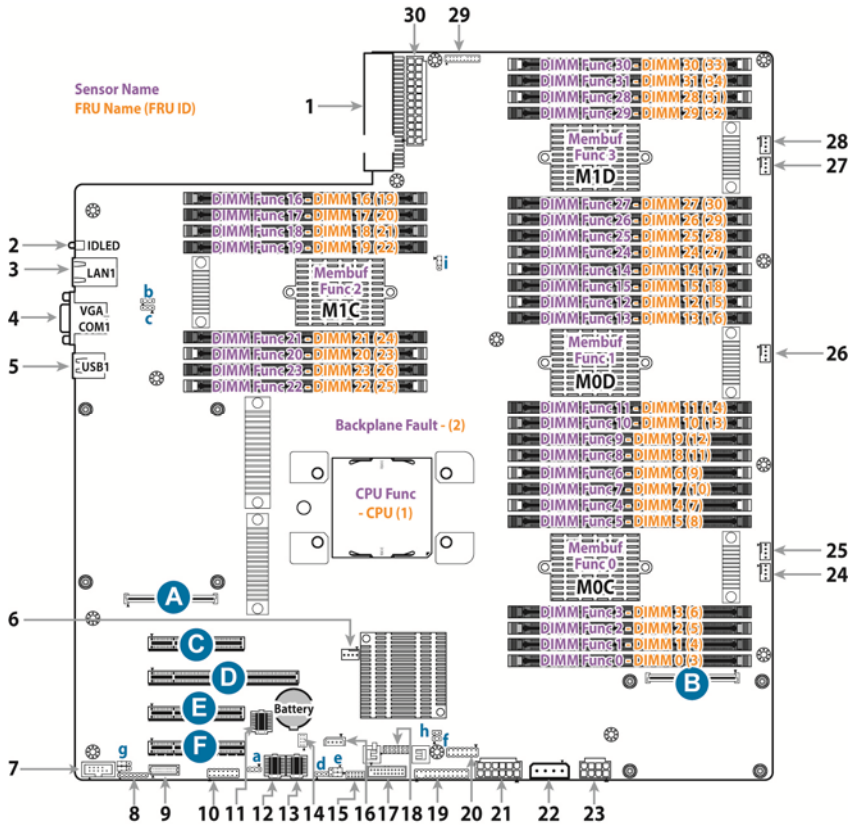 30
29
Sensor Name
FRU Name (FRU ID)
1
DIMM Func 30 - DIMM 30 (33)
DIMM Func 31 - DIMM 31 (34)
DIMM Func 28 - DIMM 28 (31)
DIMM Func 29 - DIMM 29 (32)
Membuf
Func 3
M1D
28
27
DIMM Func 16 - DIMM 16 (19)
DIMM Func 17 - DIMM 17 (20)
DIMM Func 18 - DIMM 18 (21)
DIMM Func 19 - DIMM 19 (22)
DIMM Func 27 - DIMM 27 (30)
DIMM Func 26 - DIMM 26 (29)
DIMM Func 25 - DIMM 25 (28)
DIMM Func 24 - DIMM 24 (27)
DIMM Func 14 - DIMM 14 (17)
DIMM Func 15 - DIMM 15 (18)
DIMM Func 12 - DIMM 12 (15)
DIMM Func 13 - DIMM 13 (16)
2
IDLED
3
LAN1
i
Membuf
Func 2
M1C
b
c
4
VGA
COM1
5
USB1
DIMM Func 21 - DIMM 21 (24)
DIMM Func 20 - DIMM 20 (23)
DIMM Func 23 - DIMM 23 (26)
DIMM Func 22 - DIMM 22 (25)
Membuf
Func 1
M0D
26
Backplane Fault - (2)
DIMM Func 11 - DIMM 11 (14)
DIMM Func 10 - DIMM 10 (13)
DIMM Func 9 - DIMM 9 (12)
DIMM Func 8 - DIMM 8 (11)
DIMM Func 6 - DIMM 6 (9)
DIMM Func 7 - DIMM 7 (10)
DIMM Func 4 - DIMM 4 (7)
DIMM Func 5 - DIMM 5 (8)
CPU Func
- CPU (1)
Membuf
Func 0
M0C
25
24
A
6
DIMM Func 3 - DIMM 3 (6)
DIMM Func 2 - DIMM 2 (5)
DIMM Func 1 - DIMM 1 (4)
DIMM Func 0 - DIMM 0 (3)
C
D
B
E
Battery
F
h
f
g
a
d
e
7
8
9
10
11
12
13
14
15
16
17
18
19
20
21
22
23